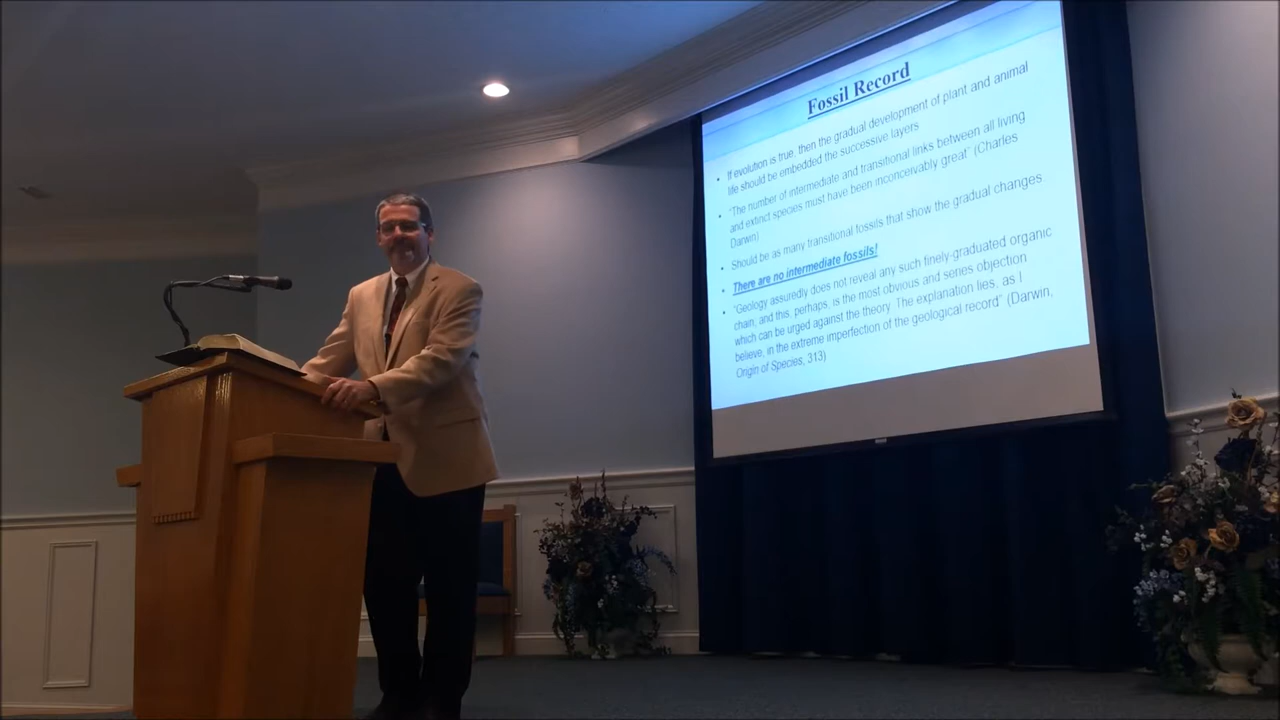 Fossil Record
• If evolution is true, then the gradual development of plant and animal
life should be embedded the successive layers
• "The number of intermediate and transitional links between all living
and extinct species must have been inconceivably great" (Charles
Darwin)
• Should be as many transitional fossils that show the gradual changes
• There are no intermediate fossils!
• "Geology assuredly does not reveal any such finely-graduated organic
chain, and this, perhaps, is the most obvious and series objection
which can be urged against the theory. The explanation lies, as I
believe, in the extreme imperfection of the geological record" (Darwin,
Origin of Species, 313)